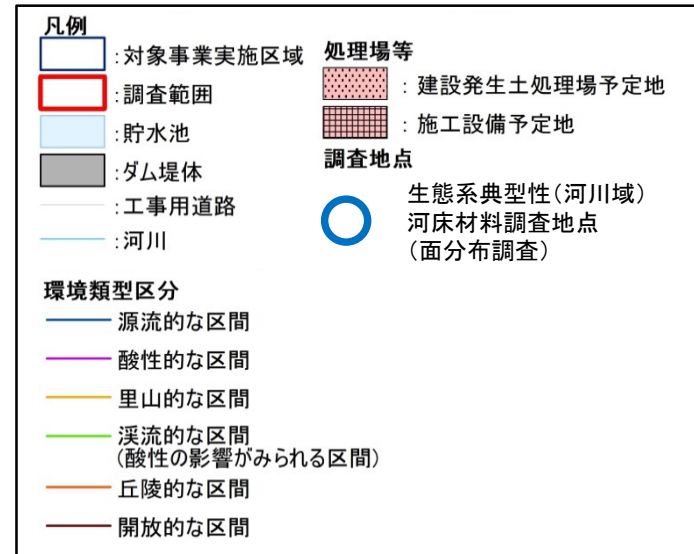 凡例
:対象事業実施区域
:調査範囲
:貯水池
:ダム堤体
:工事用道路
:河川
処理場等
:建設発生土処理場予定地
:施工設備予定地
調査地点
生態系典型性(河川域)
河床材料調査地点
(面分布調査)
環境類型区分
源流的な区間
酸性的な区間
里山的な区間
渓流的な区間
(酸性の影響がみられる区間)
丘陵的な区間
開放的な区間